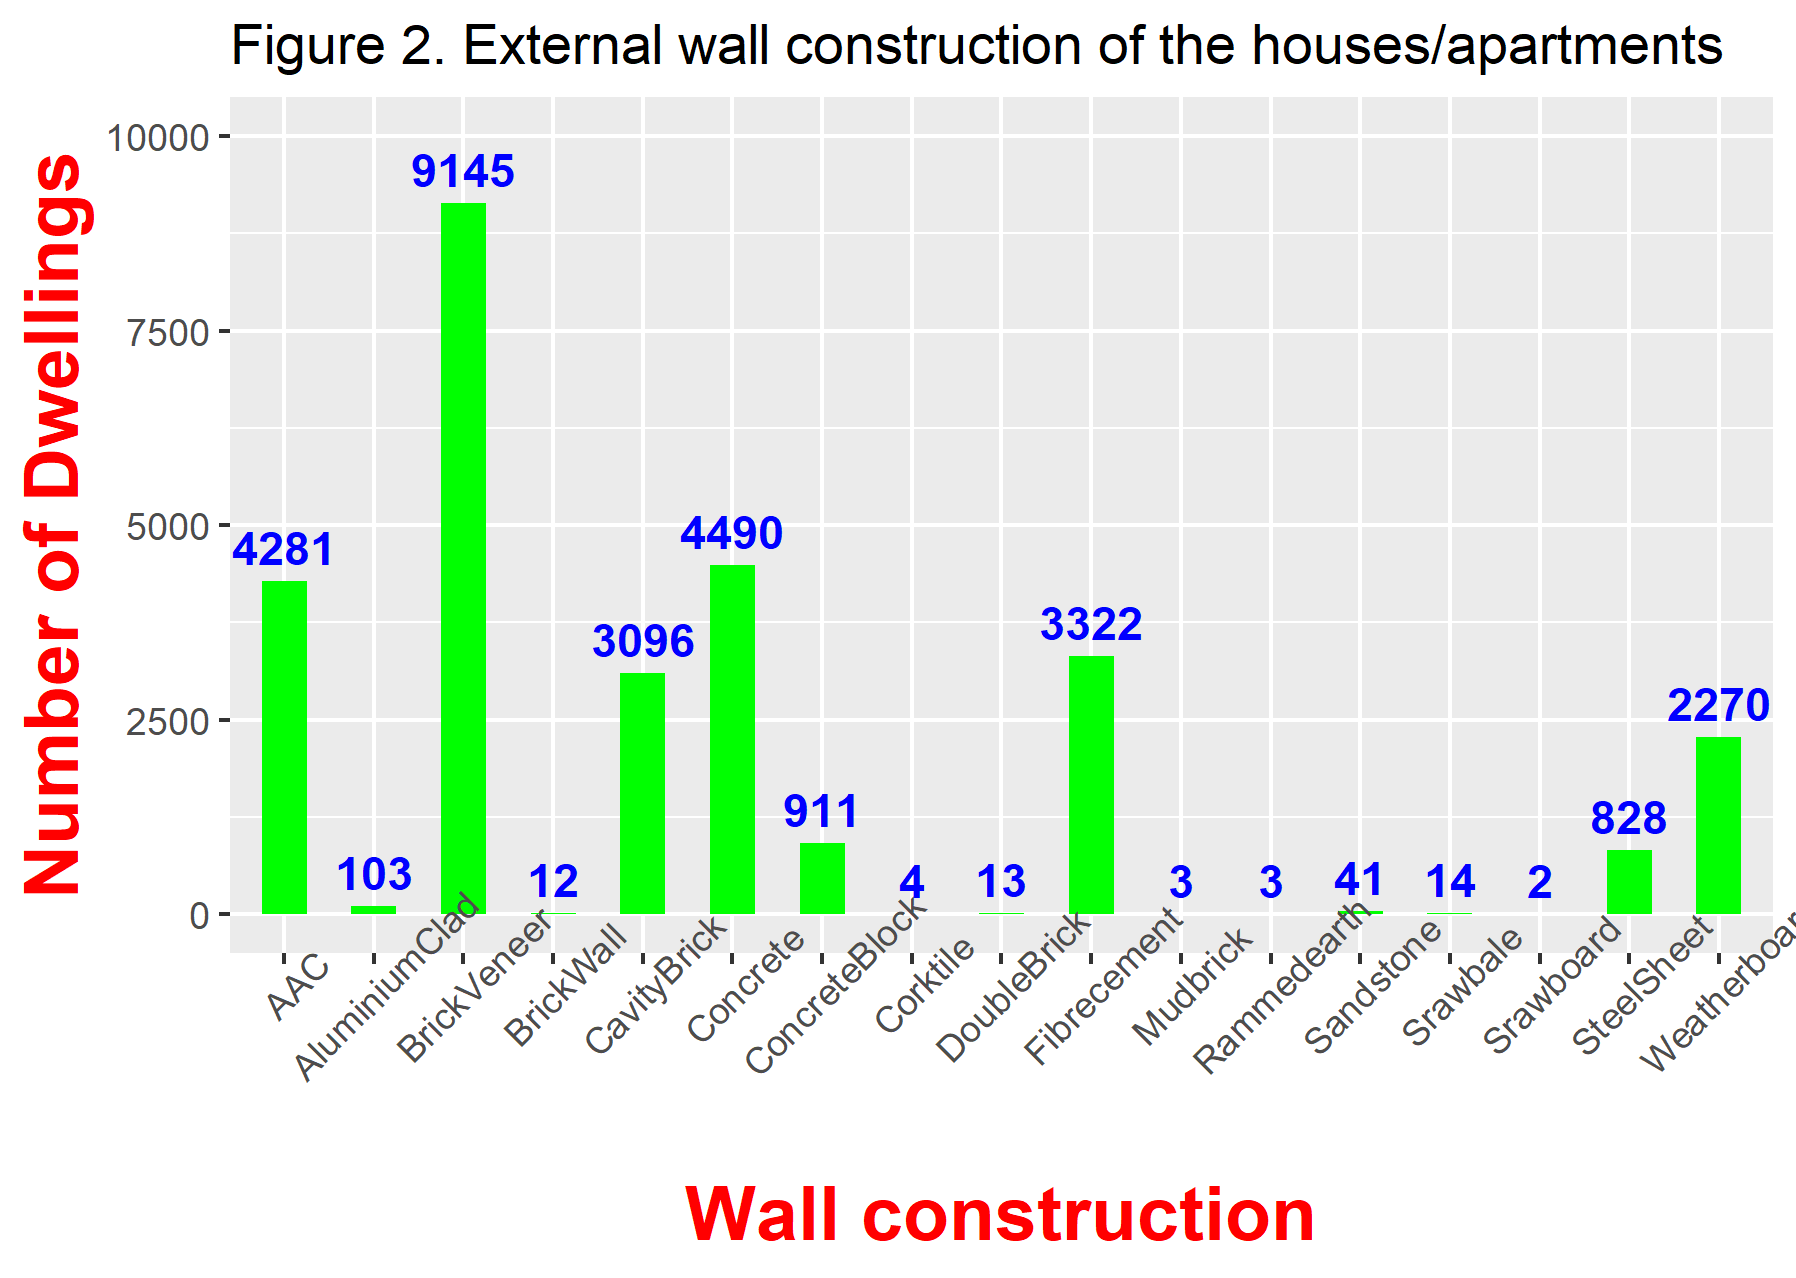 Figure 2. External wall construction of the houses/apartments
Number of Dwellings
10000
7500
5000
2500
0
4281
103
9145
12
3096
4490
911
4
13
3322
3
3
41
14
2
828
2270
AAC
AluminiumClad
BrickVeneer
BrickWall
CavityBrick
Concrete
ConcreteBlock
Corktile
DoubleBrick
Fibrecement
Mudbrick
Rammedearth
Sandstone
Srawbale
Srawboard
SteelSheet
Weatherboar
Wall construction